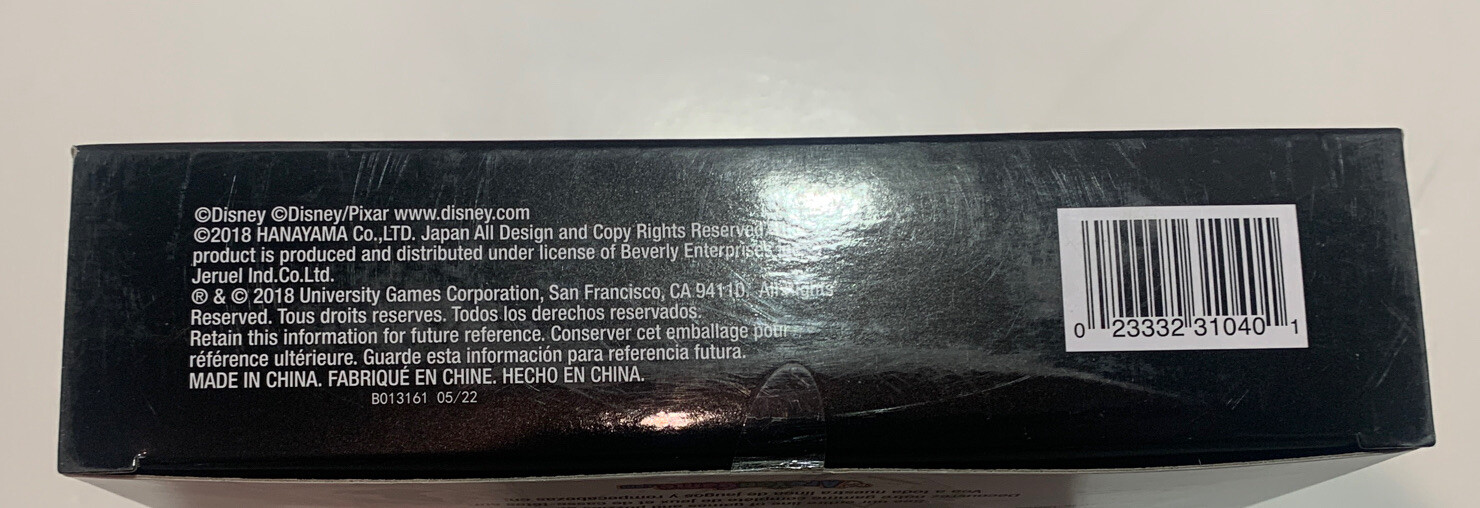 ©Disney ©Disney/Pixar www.disney.com
©2018 HANAYAMA Co.,LTD. Japan All Design and Copy Rights Reserved
product is produced and distributed under license of Beverly Enterprises
Jeruel Ind.Co.Ltd.
® & © 2018 University Games Corporation, San Francisco, CA 94110. All Rights
Reserved. Tous droits reserves. Todos los derechos reservados.
Retain this information for future reference. Conserver cet emballage pour
référence ultérieure. Guarde esta información para referencia futura.
MADE IN CHINA. FABRIQUÉ EN CHINE. HECHO EN CHINA.
B013161 05/22
0 23332 31040 1